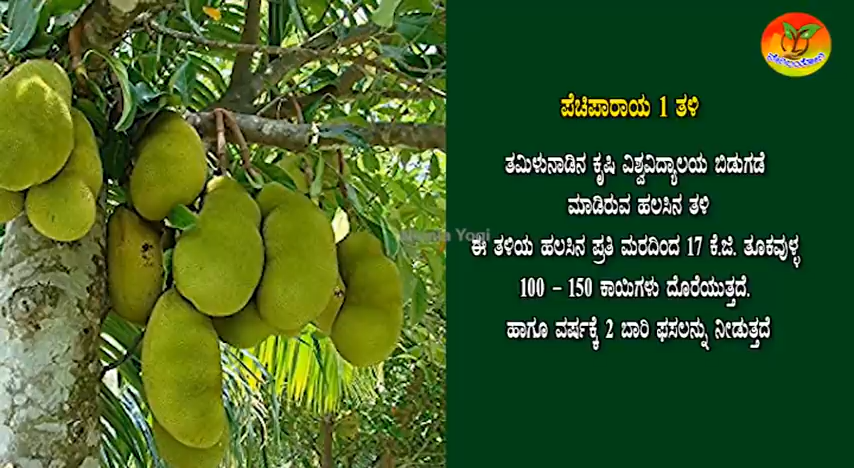 ಪೆಚಿಪಾರಾಯ 1 ತಳಿ
ತಮಿಳುನಾಡಿನ ಕೃಷಿ ವಿಶ್ವವಿದ್ಯಾಲಯ ಬಿಡುಗಡೆ
ಮಾಡಿರುವ ಹಲಸಿನ ತಳಿ
ಈ ತಳಿಯ ಹಲಸಿನ ಪ್ರತಿ ಮರದಿಂದ 17 ಕೆ.ಜಿ. ತೂಕವುಳ್ಳ
100 – 150 ಕಾಯಿಗಳು ದೊರೆಯುತ್ತದೆ.
ಹಾಗೂ ವರ್ಷಕ್ಕೆ 2 ಬಾರಿ ಫಸಲನ್ನು ನೀಡುತ್ತದೆ
Yogi